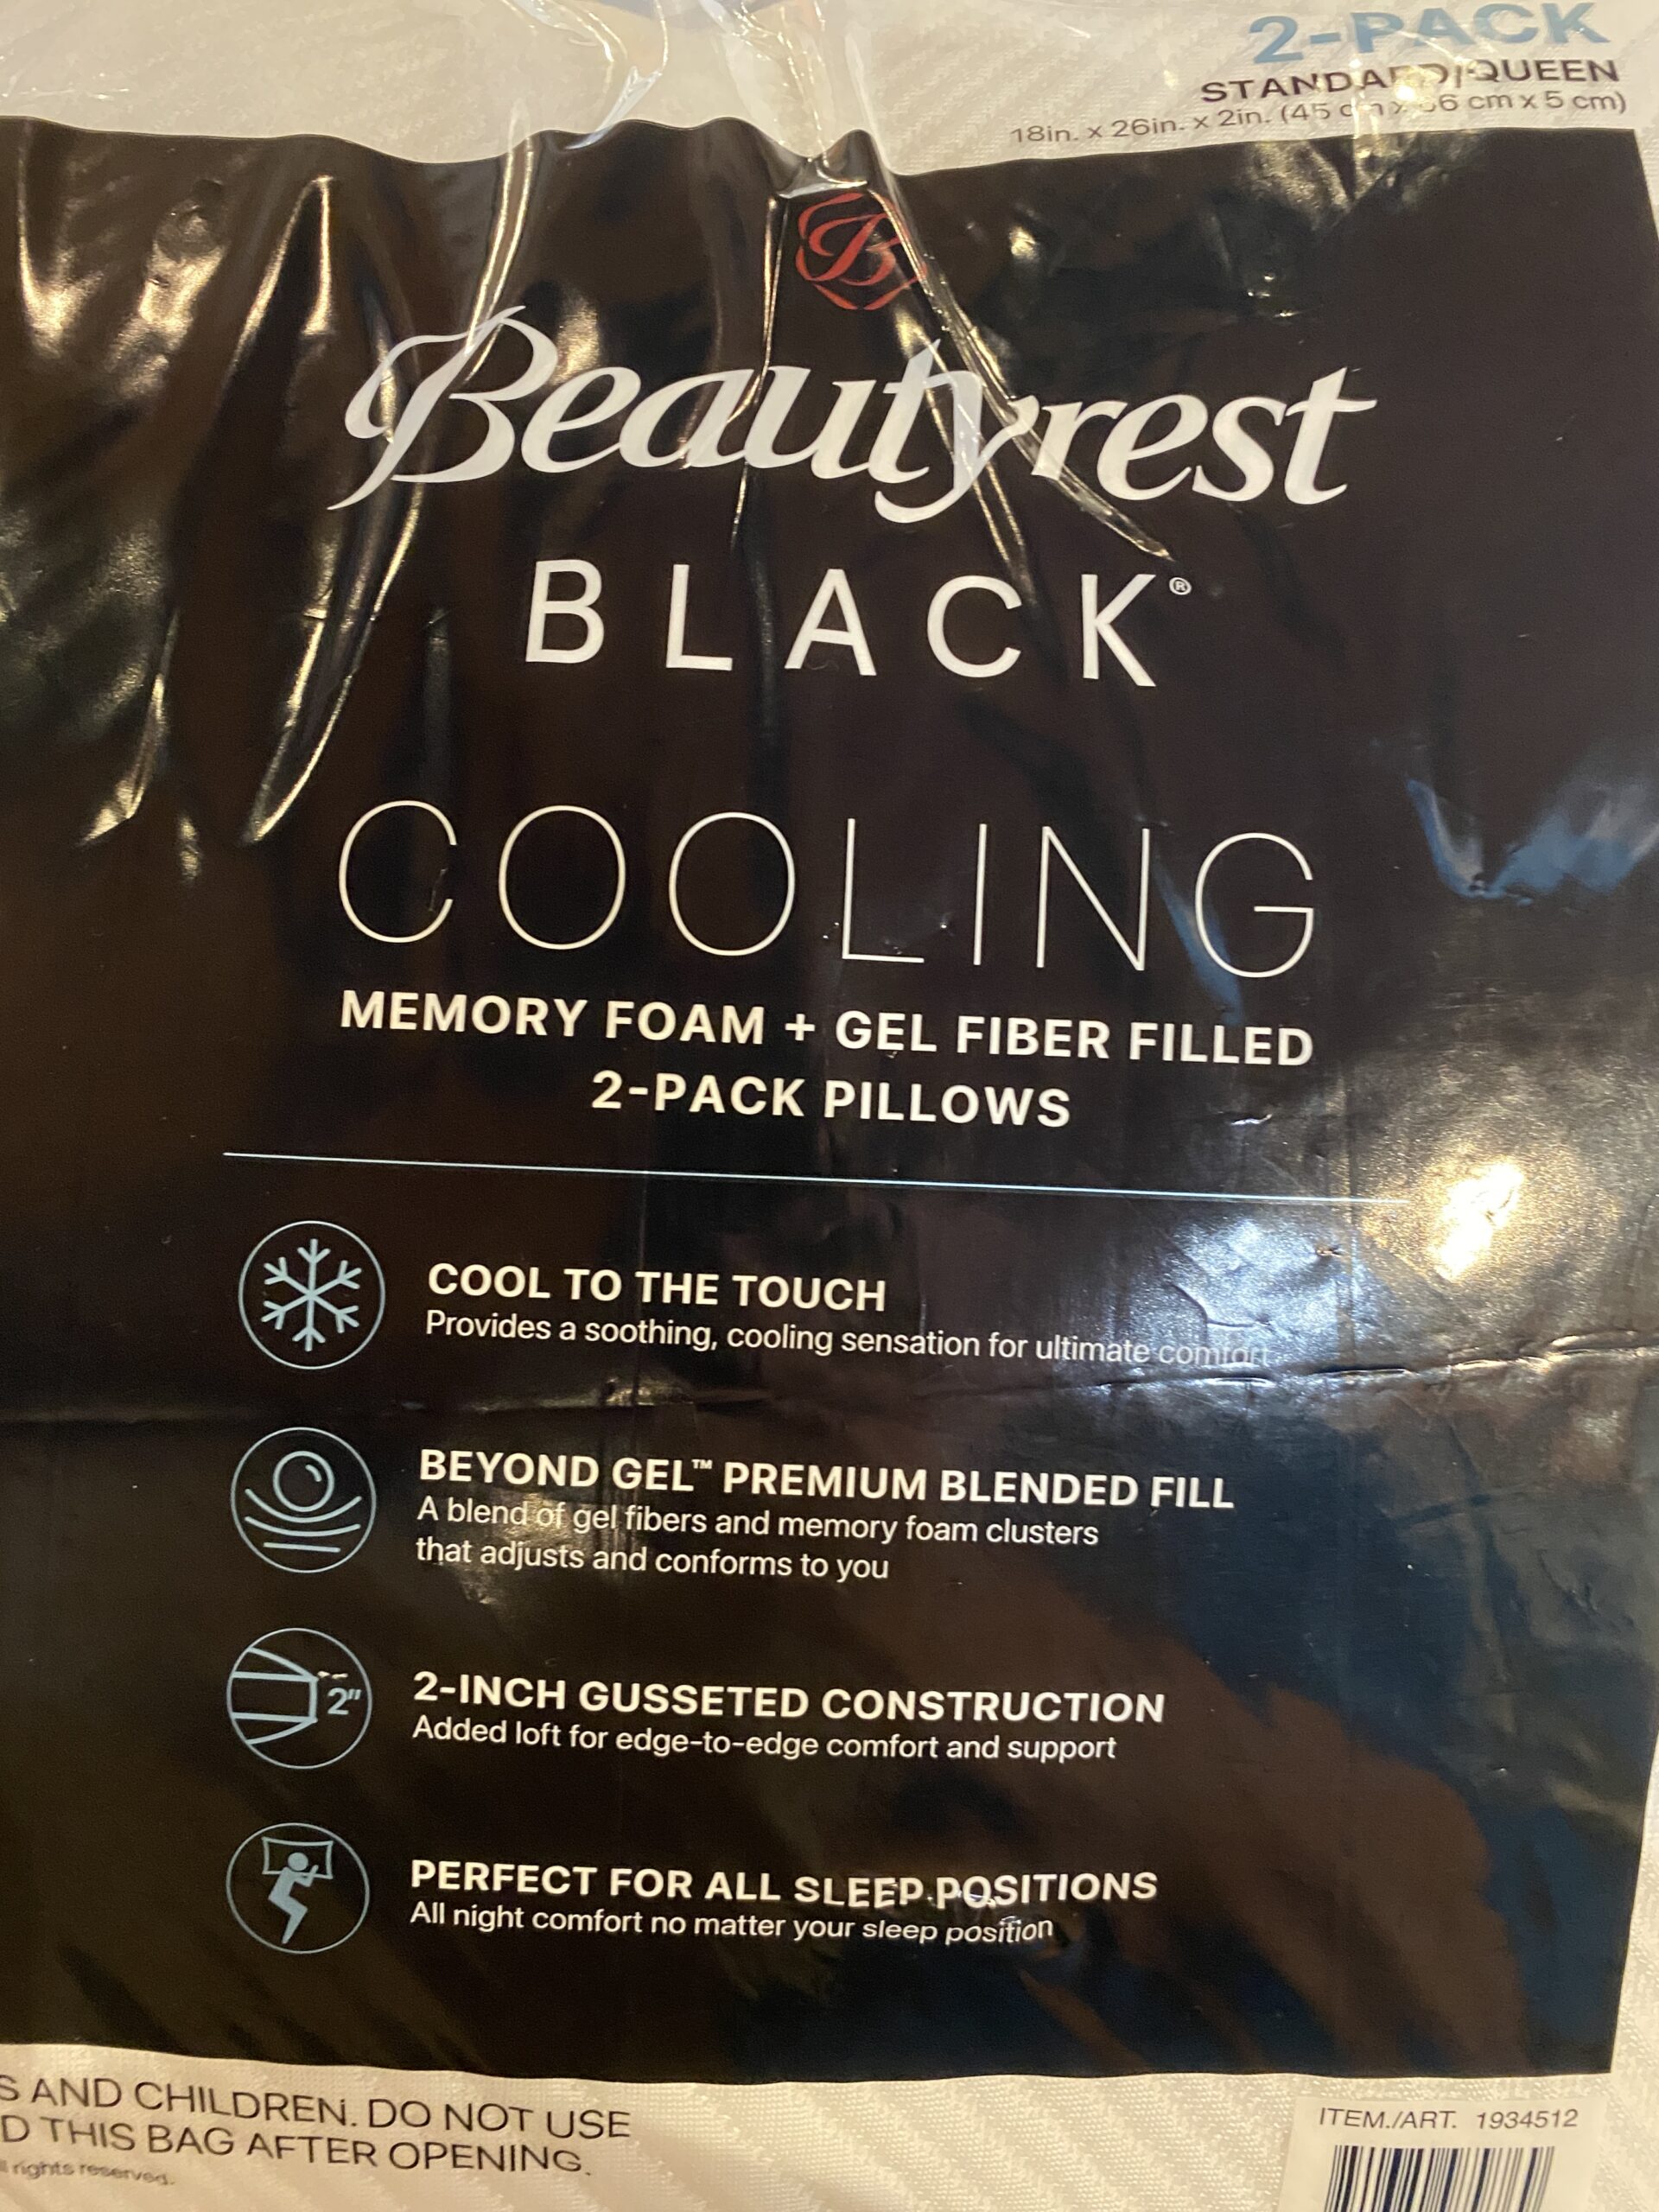 2-PACK
STANDARD/QUEEN
18in. x 26in. x 2in. (45 cm x 66 cm x 5 cm)
B
Beautyrest
BLACK®
COOLING
MEMORY FOAM + GEL FIBER FILLED
2-PACK PILLOWS
COOL TO THE TOUCH
Provides a soothing, cooling sensation for ultimate comfort
BEYOND GEL™ PREMIUM BLENDED FILL
A blend of gel fibers and memory foam clusters
that adjusts and conforms to you
2"
2-INCH GUSSETED CONSTRUCTION
Added loft for edge-to-edge comfort and support
PERFECT FOR ALL SLEEP POSITIONS
All night comfort no matter your sleep position
S AND CHILDREN. DO NOT USE
D THIS BAG AFTER OPENING.
rights reserved.
ITEM./ART. 1934512